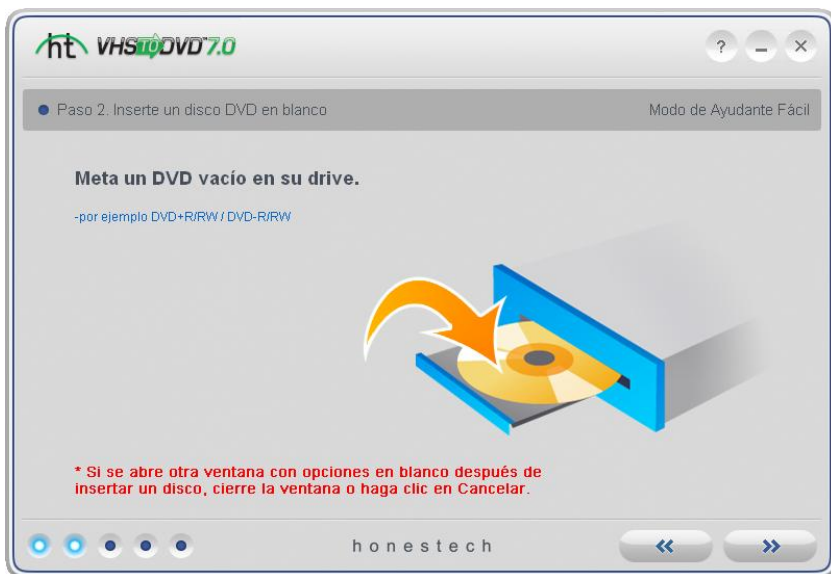 ht VHS TO DVD 7.0
?
Paso 2. Inserte un disco DVD en blanco
Modo de Ayudante Fácil
Meta un DVD vacío en su drive.
-por ejemplo DVD+R/RW / DVD-R/RW
* Si se abre otra ventana con opciones en blanco después de
insertar un disco, cierre la ventana o haga clic en Cancelar.
honestech